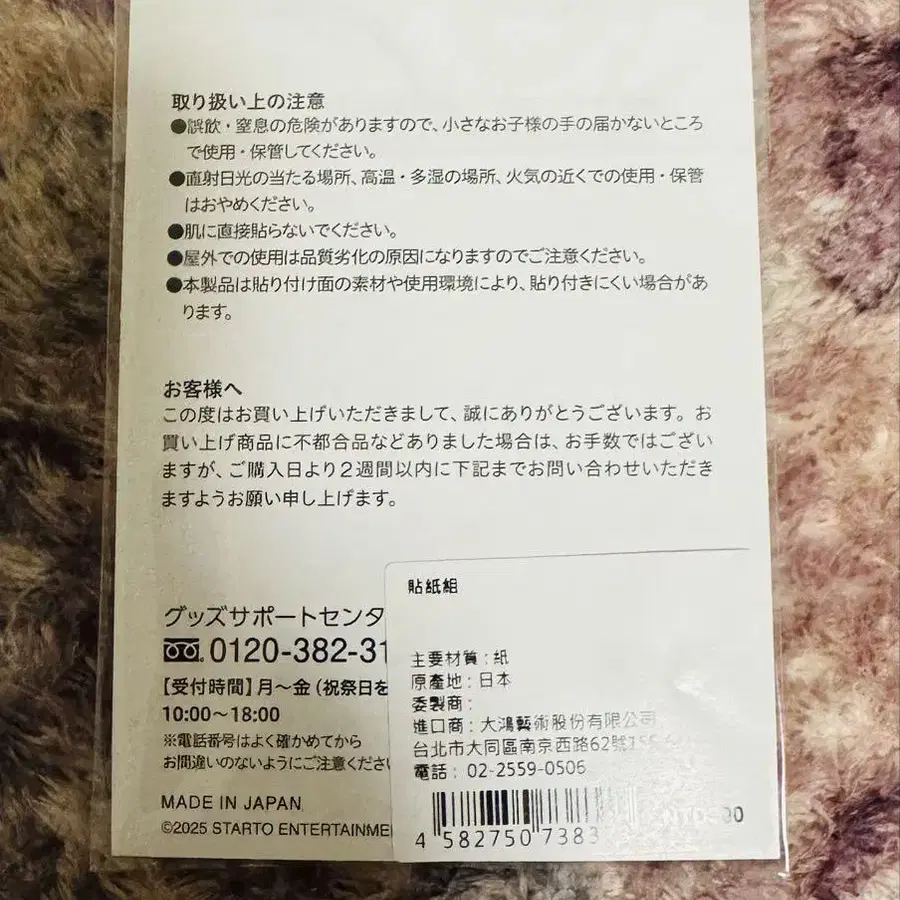 取り扱い上の注意
●誤飲・窒息の危険がありますので、小さなお子様の手の届かないところ
で使用・保管してください。
●直射日光の当たる場所、高温・多湿の場所、火気の近くでの使用・保管
はおやめください。
●肌に直接貼らないでください。
●屋外での使用は品質劣化の原因になりますのでご注意ください。
●本製品は貼り付け面の素材や使用環境により、貼り付きにくい場合があ
ります。
お客様へ
この度はお買い上げいただきまして、誠にありがとうございます。お
買い上げ商品に不都合品などありました場合は、お手数ではござい
ますが、ご購入日より2週間以内に下記までお問い合わせいただき
ますようお願い申し上げます。
グッズサポートセンタ
0120-382-31
【受付時間】月～金(祝祭日を
10:00～18:00
※電話番号はよく確かめてから
お間違いのないようにご注意くださ
MADE IN JAPAN
©2025 STARTO ENTERTAINME
貼紙組
主要材質:紙
原產地:日本
委製商:
進口商:大鴻藝術股份有限公司
台北市大同區南京西路62號
電話: 02-2559-0506
4 582750 7383